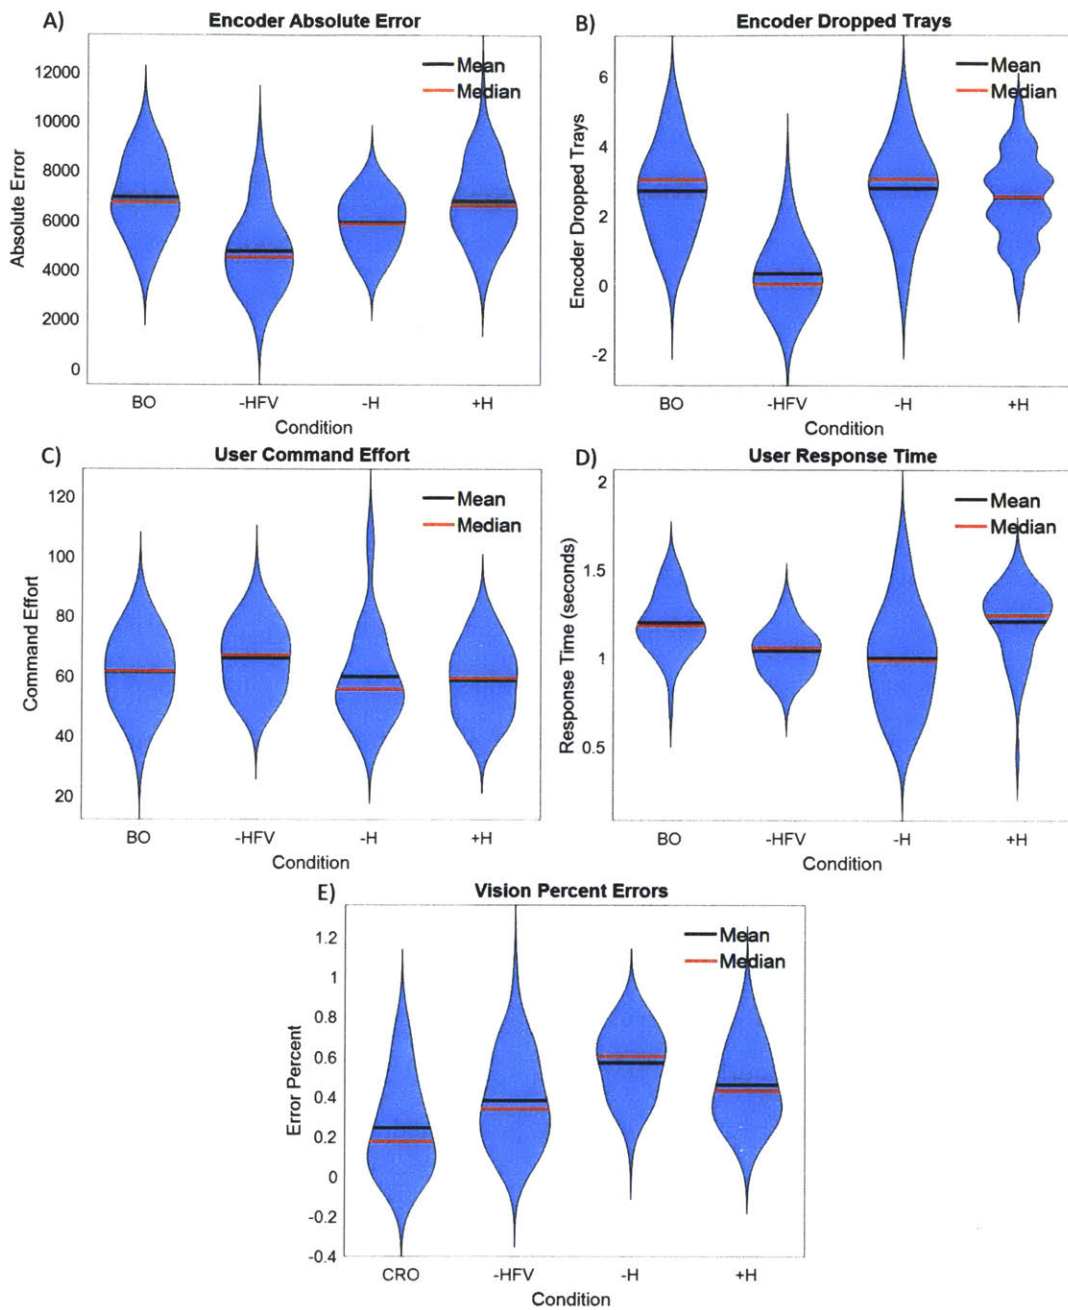 A) Encoder Absolute Error
Mean
Median
Absolute Error
12000
10000
8000
6000
4000
2000
0
BO -HFV -H +H
Condition
B) Encoder Dropped Trays
Mean
Median
Encoder Dropped Trays
6
4
2
0
-2
BO -HFV -H +H
Condition
C) User Command Effort
Mean
Median
Command Effort
120
100
80
60
40
20
BO -HFV -H +H
Condition
D) User Response Time
Mean
Median
Response Time (seconds)
2
1.5
1
0.5
BO -HFV -H +H
Condition
E) Vision Percent Errors
Mean
Median
Error Percent
1.2
1
0.8
0.6
0.4
0.2
0
-0.2
-0.4
CRO -HFV -H +H
Condition